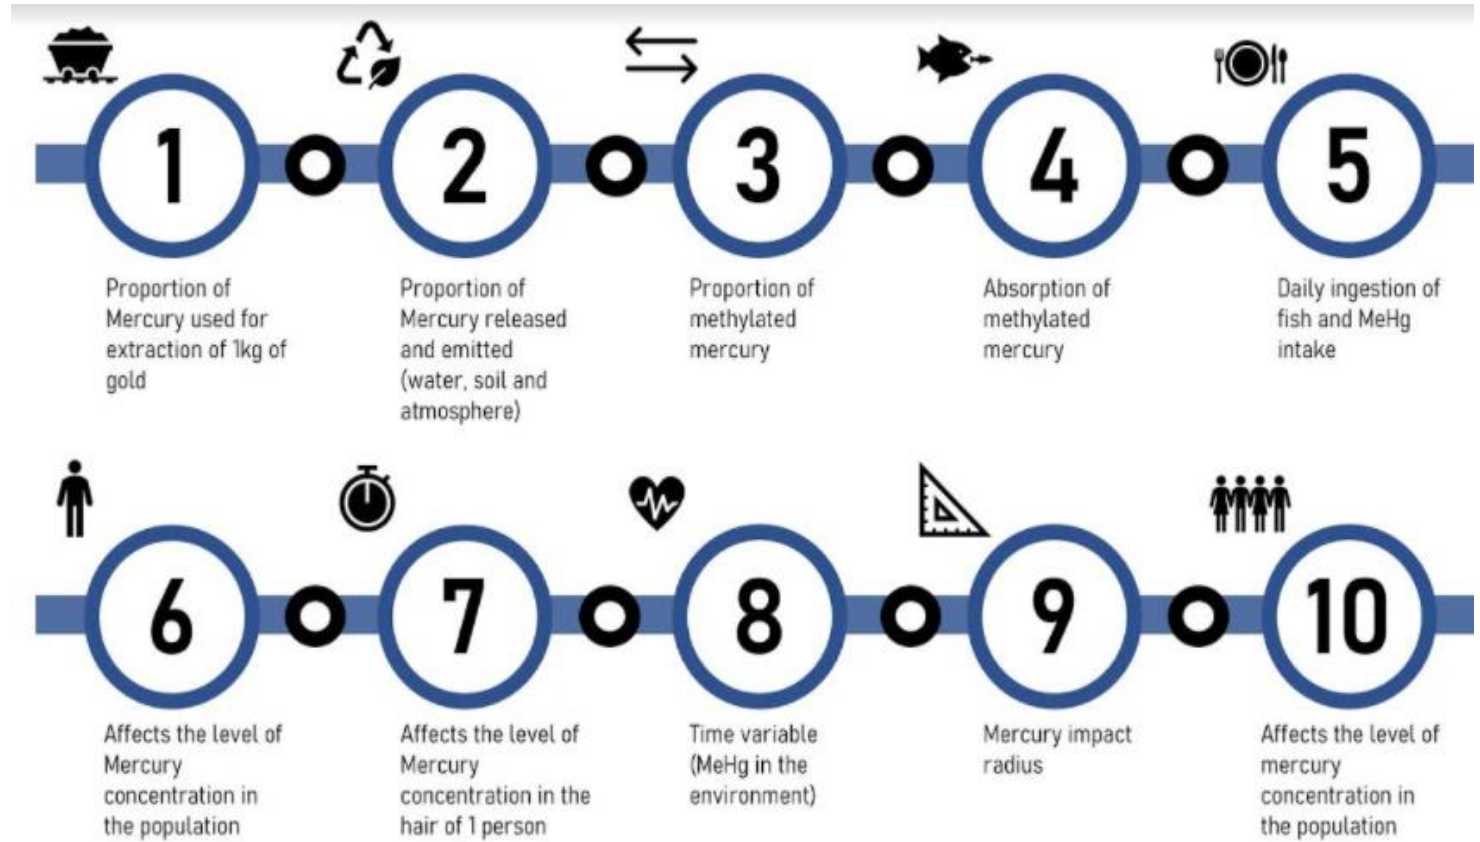 1
Proportion of
Mercury used for
extraction of 1kg of
gold
2
Proportion of
Mercury released
and emitted
(water, soil and
atmosphere)
3
Proportion of
methylated
mercury
4
Absorption of
methylated
mercury
5
Daily ingestion of
fish and MeHg
intake
6
Affects the level of
Mercury
concentration in
the population
7
Affects the level of
Mercury
concentration in the
hair of 1 person
8
Time variable
(MeHg in the
environment)
9
Mercury impact
radius
10
Affects the level of
mercury
concentration in
the population